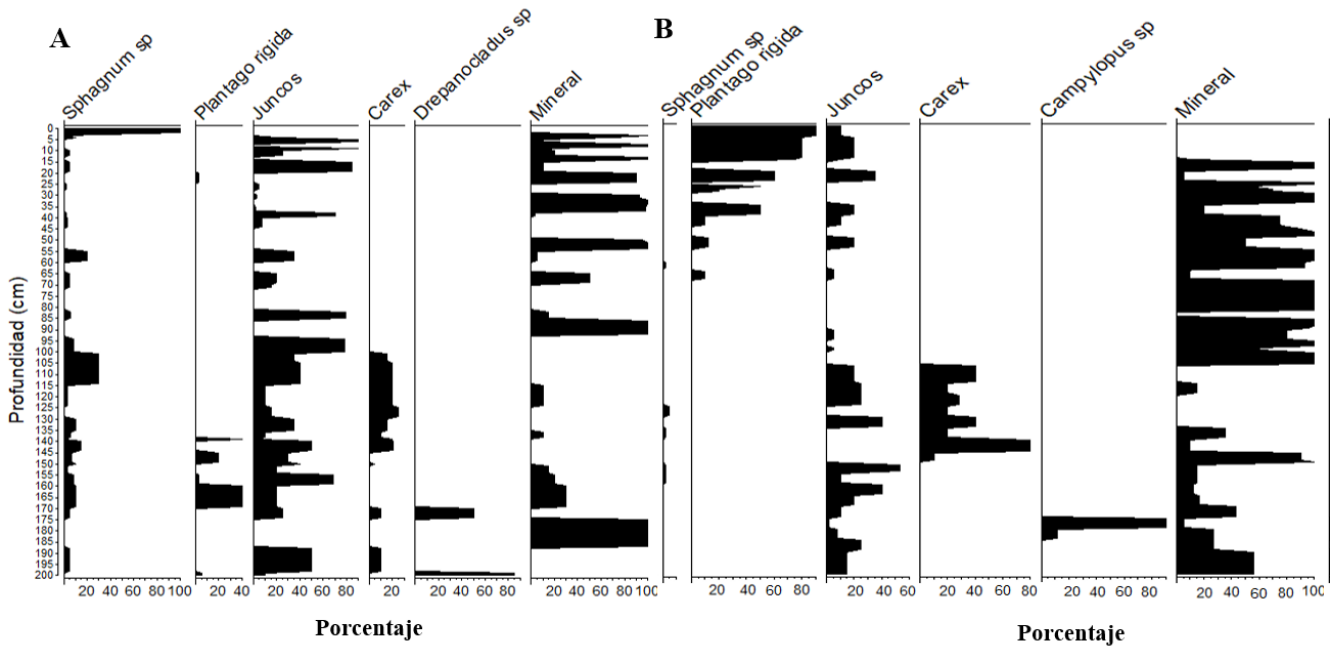 A
Sphagnum sp
Plantago rigida
Juncos
Carex
Drepanocladus sp
Mineral
B
Sphagnum sp
Plantago rigida
Juncos
Carex
Campylopus sp
Mineral
Profundidad (cm)
0
5
10
15
20
25
30
35
40
45
50
55
60
65
70
75
80
85
90
95
100
105
110
115
120
125
130
135
140
145
150
155
160
165
170
175
180
185
190
195
200
20 40 60 80 100
20 40
20 40 60 80
20
20 40 60 80
20 40 60 80 100
20 40 60 80
20 40 60
20 40 60 80
20 40 60 80
20 40 60 80 100
Porcentaje
Porcentaje